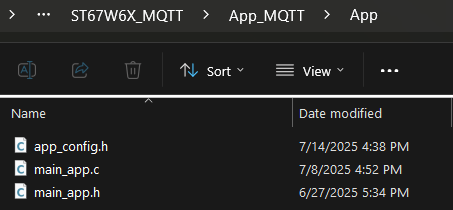 > ··· ST67W6X_MQTT > App_MQTT > App
Sort View ···
Name Date modified
app_config.h 7/14/2025 4:38 PM
main_app.c 7/8/2025 4:52 PM
main_app.h 6/27/2025 5:34 PM